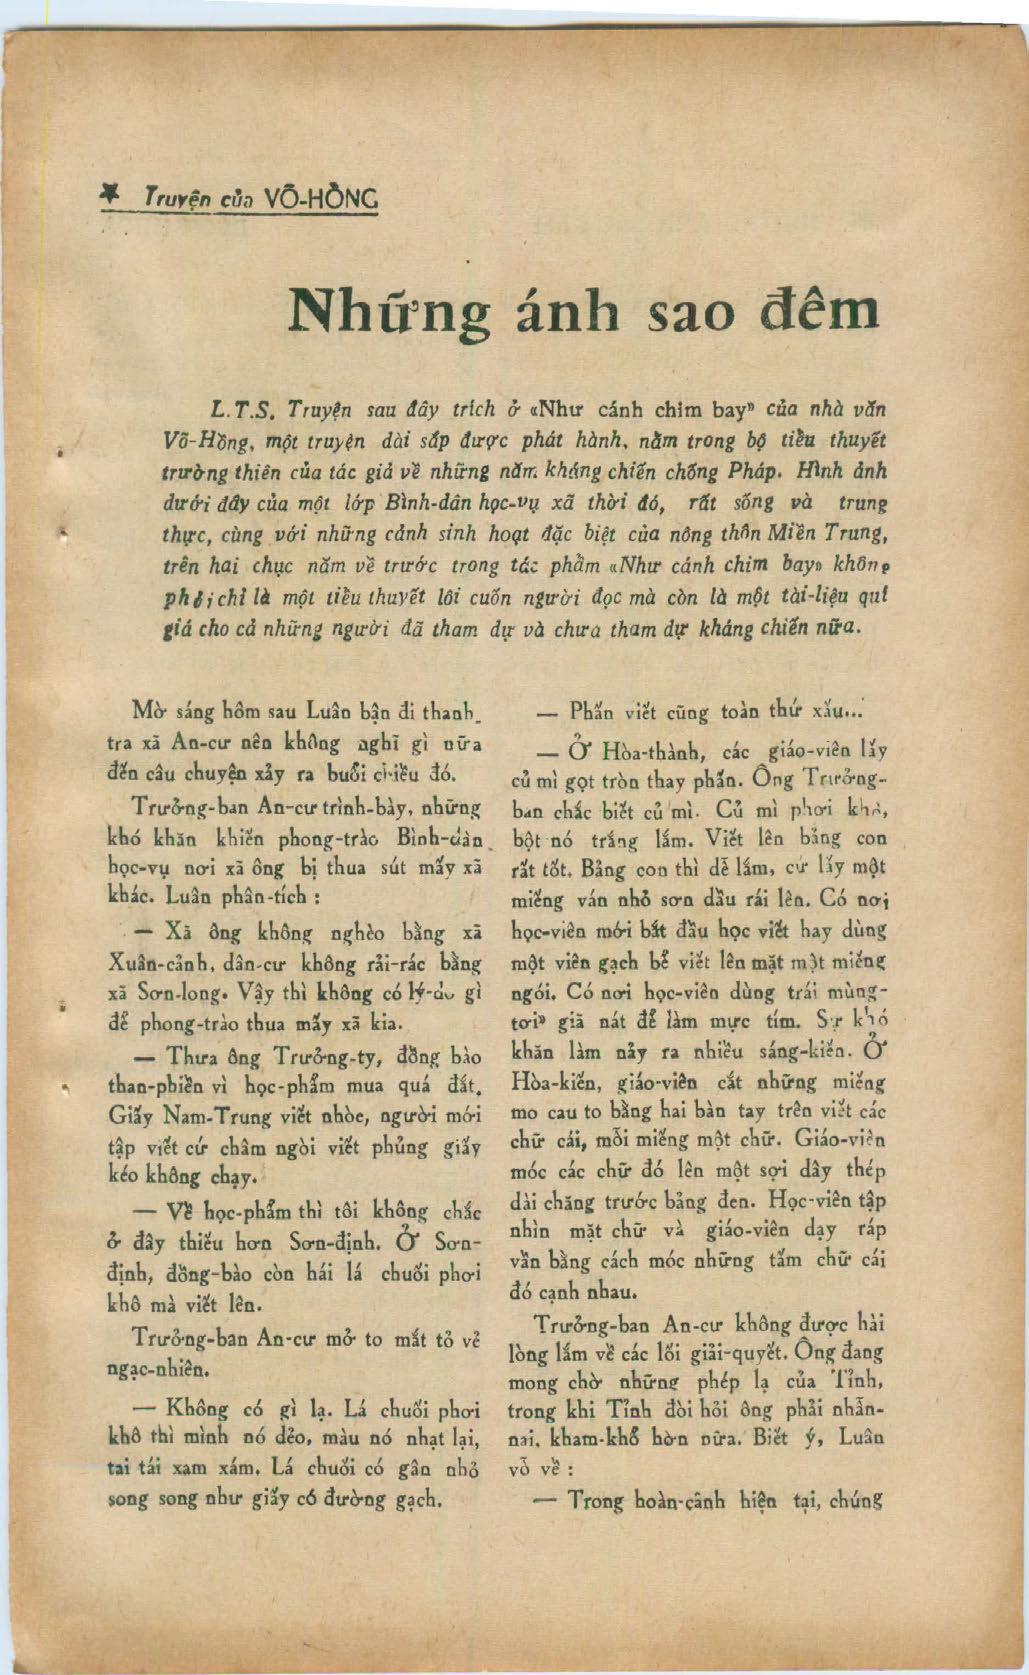 ★ Truyện của VÕ-HỒNG
Những ánh sao đêm
L.T.S. Truyện sau đây trích ở «Như cánh chim bay» của nhà văn
Võ-Hồng, một truyện dài sắp được phát hành, nằm trong bộ tiểu thuyết
trường thiên của tác giả về những năm kháng chiến chống Pháp. Hình ảnh
dưới đây của một lớp Bình-dân học-vụ xã thời đó, rất sống và trung
thực, cùng với những cảnh sinh hoạt đặc biệt của nông thôn Miền Trung,
trên hai chục năm về trước trong tác phẩm «Như cánh chim bay» không
phải chỉ là một tiểu thuyết lôi cuốn người đọc mà còn là một tài-liệu quí
giá cho cả những người đã tham dự và chưa tham dự kháng chiến nữa.
Mờ sáng hôm sau Luân bận đi thanh-
tra xã An-cư nên không nghĩ gì nữa
đến câu chuyện xảy ra buổi chiều đó.
Trưởng-ban An-cư trình-bày, những
khó khăn khiến phong-trào Bình-dân
học-vụ nơi xã ông bị thua sút mấy xã
khác. Luân phân-tích :
— Xã ông không nghèo bằng xã
Xuân-cảnh, dân-cư không rải-rác bằng
xã Sơn-long. Vậy thì không có lý-do gì
để phong-trào thua mấy xã kia.
— Thưa ông Trưởng-ty, đồng bào
than-phiền vì học-phẩm mua quá đắt.
Giấy Nam-Trung viết nhòe, người mới
tập viết cứ châm ngòi viết phủng giấy
kéo không chạy.
— Về học-phẩm thì tôi không chắc
ở đây thiếu hơn Sơn-định. Ở Sơn-
định, đồng-bào còn hái lá chuối phơi
khô mà viết lên.
Trưởng-ban An-cư mở to mắt tỏ vẻ
ngạc-nhiên.
— Không có gì lạ. Lá chuối phơi
khô thì mình nó dẻo, màu nó nhạt lại,
tai tái xam xám. Lá chuối có gân nhỏ
song song như giấy có đường gạch.
— Phấn viết cũng toàn thứ xấu...
— Ở Hòa-thành, các giáo-viên lấy
củ mì gọt tròn thay phấn. Ông Trưởng-
ban chắc biết củ mì. Củ mì phơi khô,
bột nó trắng lắm. Viết lên bảng con
rất tốt. Bảng con thì dễ lắm, cứ lấy một
miếng ván nhỏ sơn dầu rái lên. Có nơi
học-viên mới bắt đầu học viết hay dùng
một viên gạch bể viết lên mặt một miếng
ngói. Có nơi học-viên dùng trái mùng-
tơi» giã nát để làm mực tím. Sự khó
khăn làm nảy ra nhiều sáng-kiến. Ở
Hòa-kiến, giáo-viên cắt những miếng
mo cau to bằng hai bàn tay trên viết các
chữ cái, mỗi miếng một chữ. Giáo-viên
móc các chữ đó lên một sợi dây thép
dài chăng trước bảng đen. Học-viên tập
nhìn mặt chữ và giáo-viên dạy ráp
vần bằng cách móc những tấm chữ cái
đó cạnh nhau.
Trưởng-ban An-cư không được hài
lòng lắm về các lối giải-quyết. Ông đang
mong chờ những phép lạ của Tỉnh,
trong khi Tỉnh đòi hỏi ông phải nhẫn-
nại, kham-khổ hờn nữa. Biết ý, Luân
vỗ về :
— Trong hoàn-cảnh hiện tại, chúng